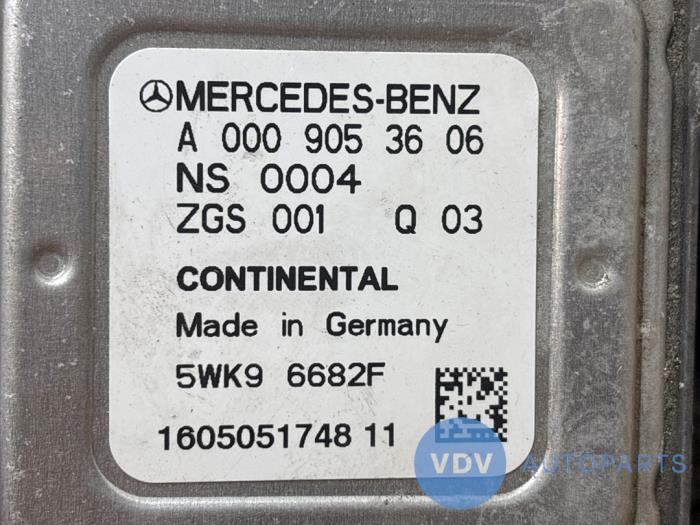 MERCEDES-BENZ
A 000 905 36 06
NS 0004
ZGS 001 Q 03
CONTINENTAL
Made in Germany
5WK9 6682F
1605051748 11
VDV AUTOPARTS